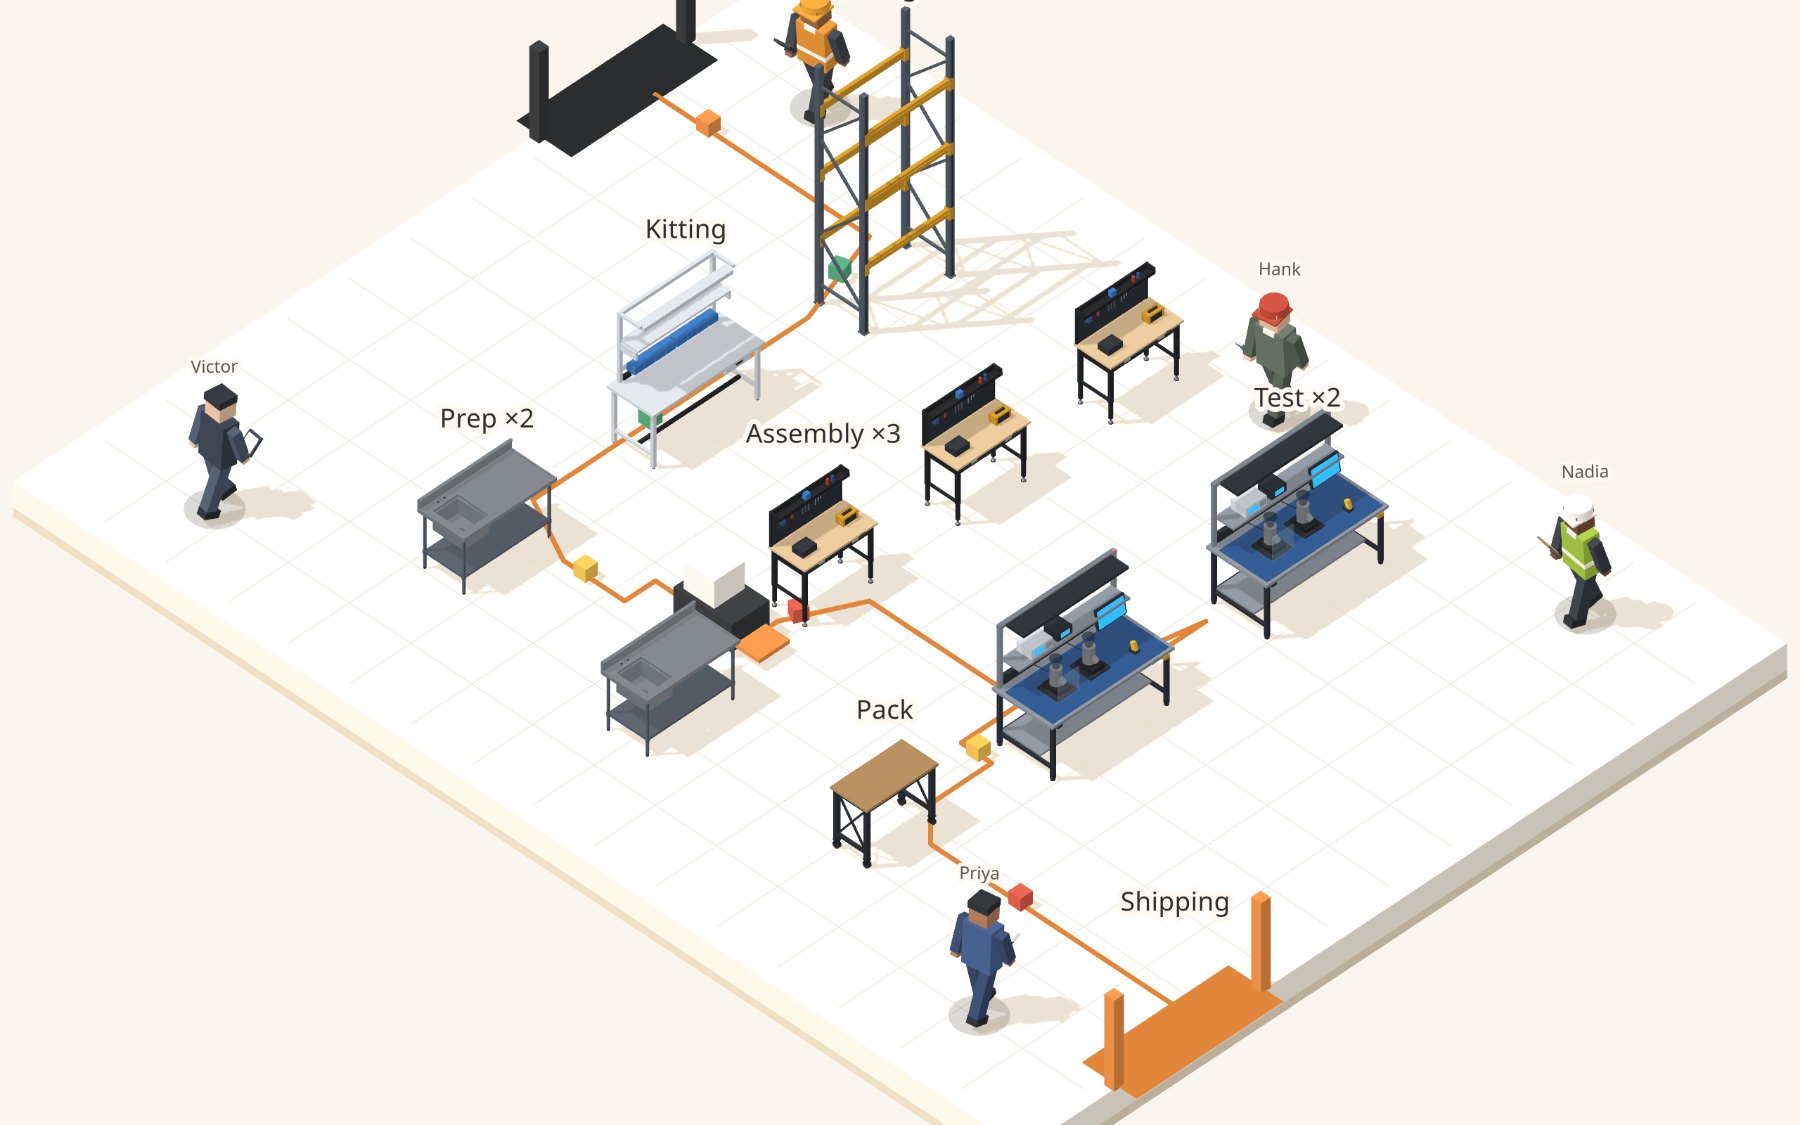 Kitting
Hank
Victor
Test ×2
Prep ×2
Assembly ×3
Nadia
Pack
Priya
Shipping